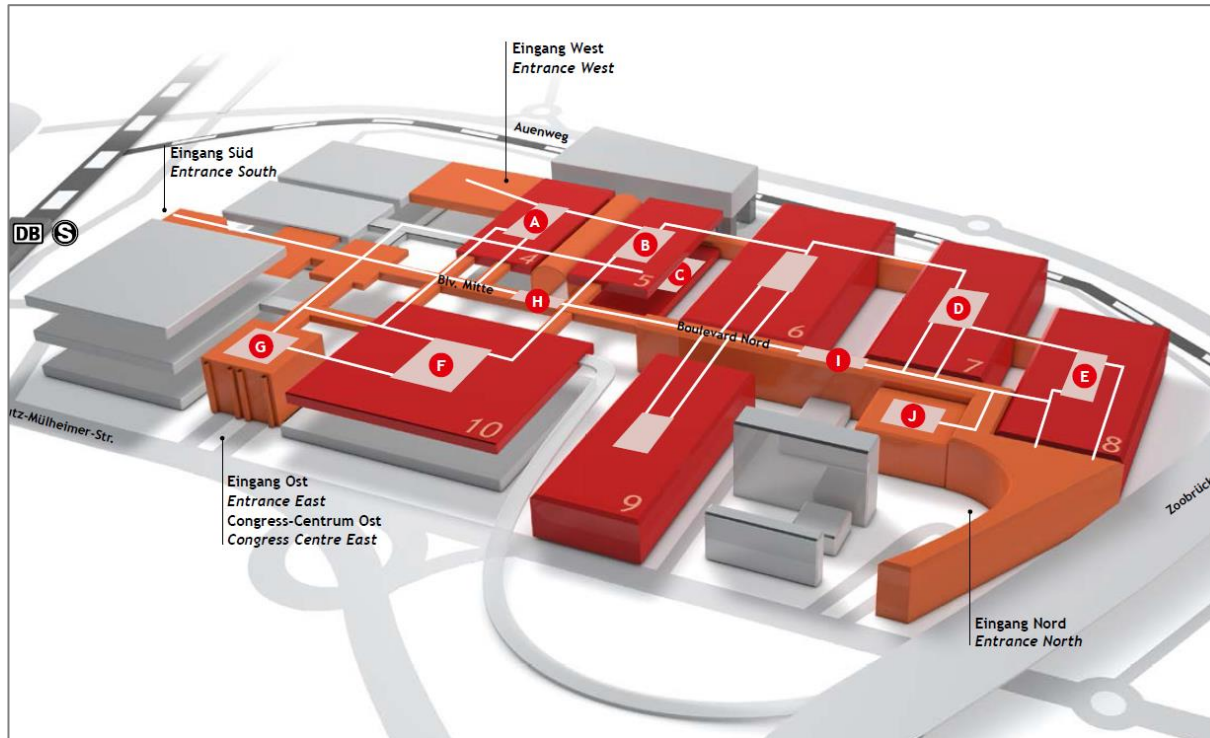 Eingang West
Entrance West
Auenweg
Eingang Süd
Entrance South
DB S
A
4
B
5
C
Blv. Mitte
H
6
Boulevard Nord
I
D
7
E
8
G
F
10
J
9
utz-Mülheimer-Str.
Eingang Ost
Entrance East
Congress-Centrum Ost
Congress Centre East
Zoobrück
Eingang Nord
Entrance North